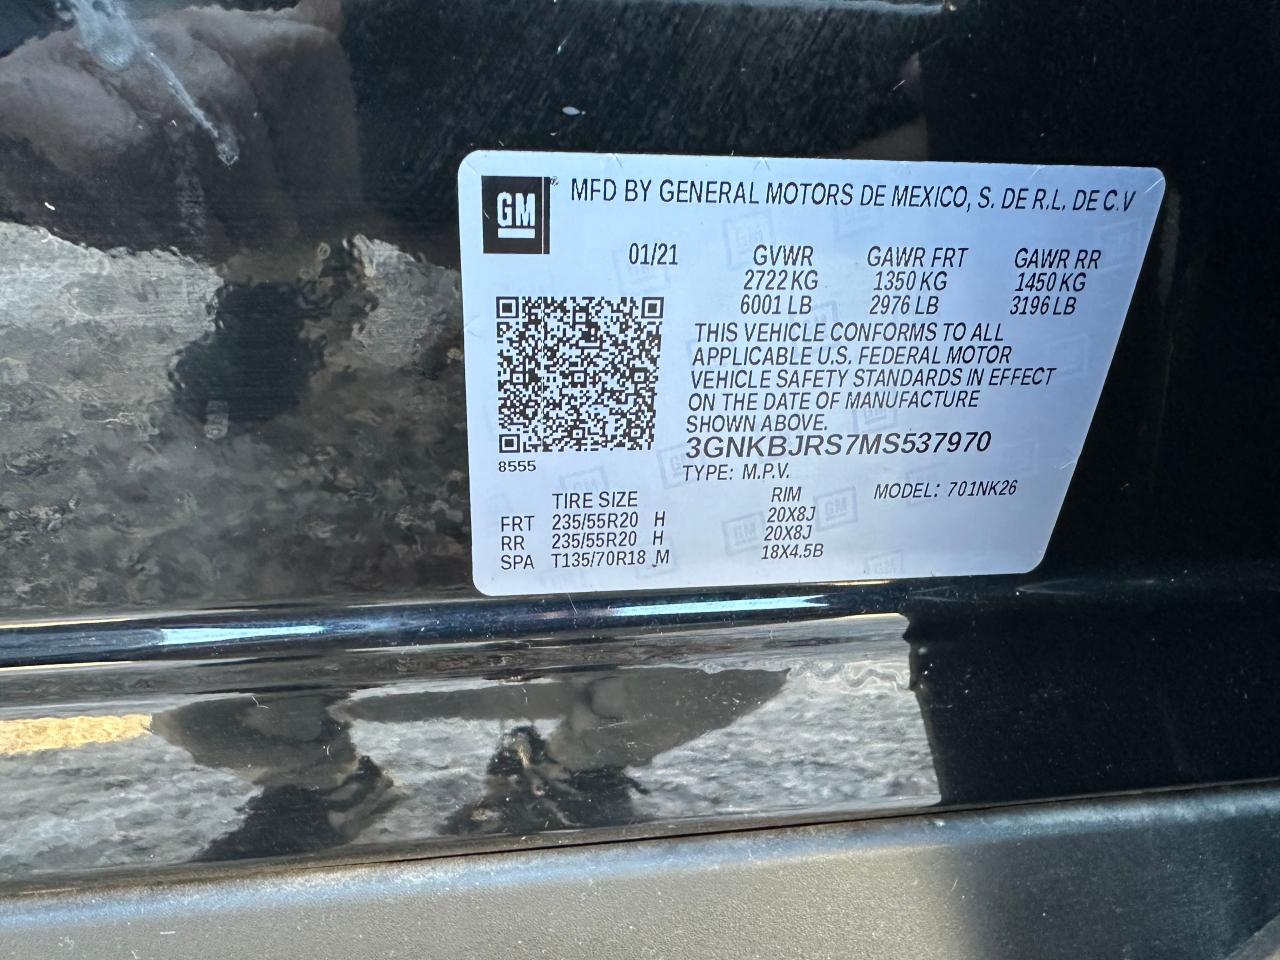 GM ® MFD BY GENERAL MOTORS DE MEXICO, S. DE R.L. DE C.V
01/21 GVWR GAWR FRT GAWR RR
2722 KG 1350 KG 1450 KG
6001 LB 2976 LB 3196 LB
THIS VEHICLE CONFORMS TO ALL
APPLICABLE U.S. FEDERAL MOTOR
VEHICLE SAFETY STANDARDS IN EFFECT
ON THE DATE OF MANUFACTURE
SHOWN ABOVE.
3GNKBJRS7MS537970
8555
TYPE: M.P.V.
TIRE SIZE RIM MODEL: 701NK26
FRT 235/55R20 H 20X8J
RR 235/55R20 H 20X8J
SPA T135/70R18 M 18X4.5B